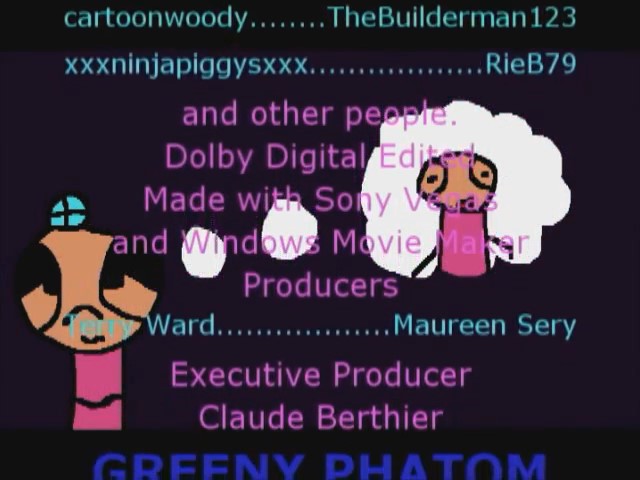 cartoonwoody........TheBuilderman123
xxxninjapiggysxxx..................RieB79
and other people.
Dolby Digital Edited
Made with Sony Vegas
and Windows Movie Maker
Producers
Terry Ward..................Maureen Sery
Executive Producer
Claude Berthier
GREENY PHATOM